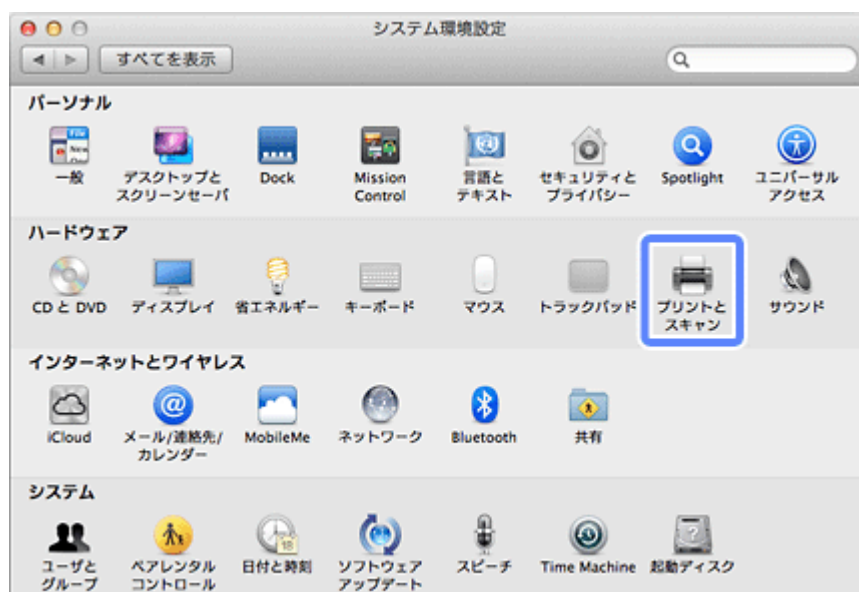 システム環境設定
すべてを表示
パーソナル
一般
デスクトップと
スクリーンセーバ
Dock
Mission
Control
言語と
テキスト
セキュリティと
プライバシー
Spotlight
ユニバーサル
アクセス
ハードウェア
CD と DVD
ディスプレイ
省エネルギー
キーボード
マウス
トラックパッド
プリントと
スキャン
サウンド
インターネットとワイヤレス
iCloud
メール/連絡先/
カレンダー
MobileMe
ネットワーク
Bluetooth
共有
システム
ユーザと
グループ
ペアレンタル
コントロール
日付と時刻
ソフトウェア
アップデート
スピーチ
Time Machine
起動ディスク